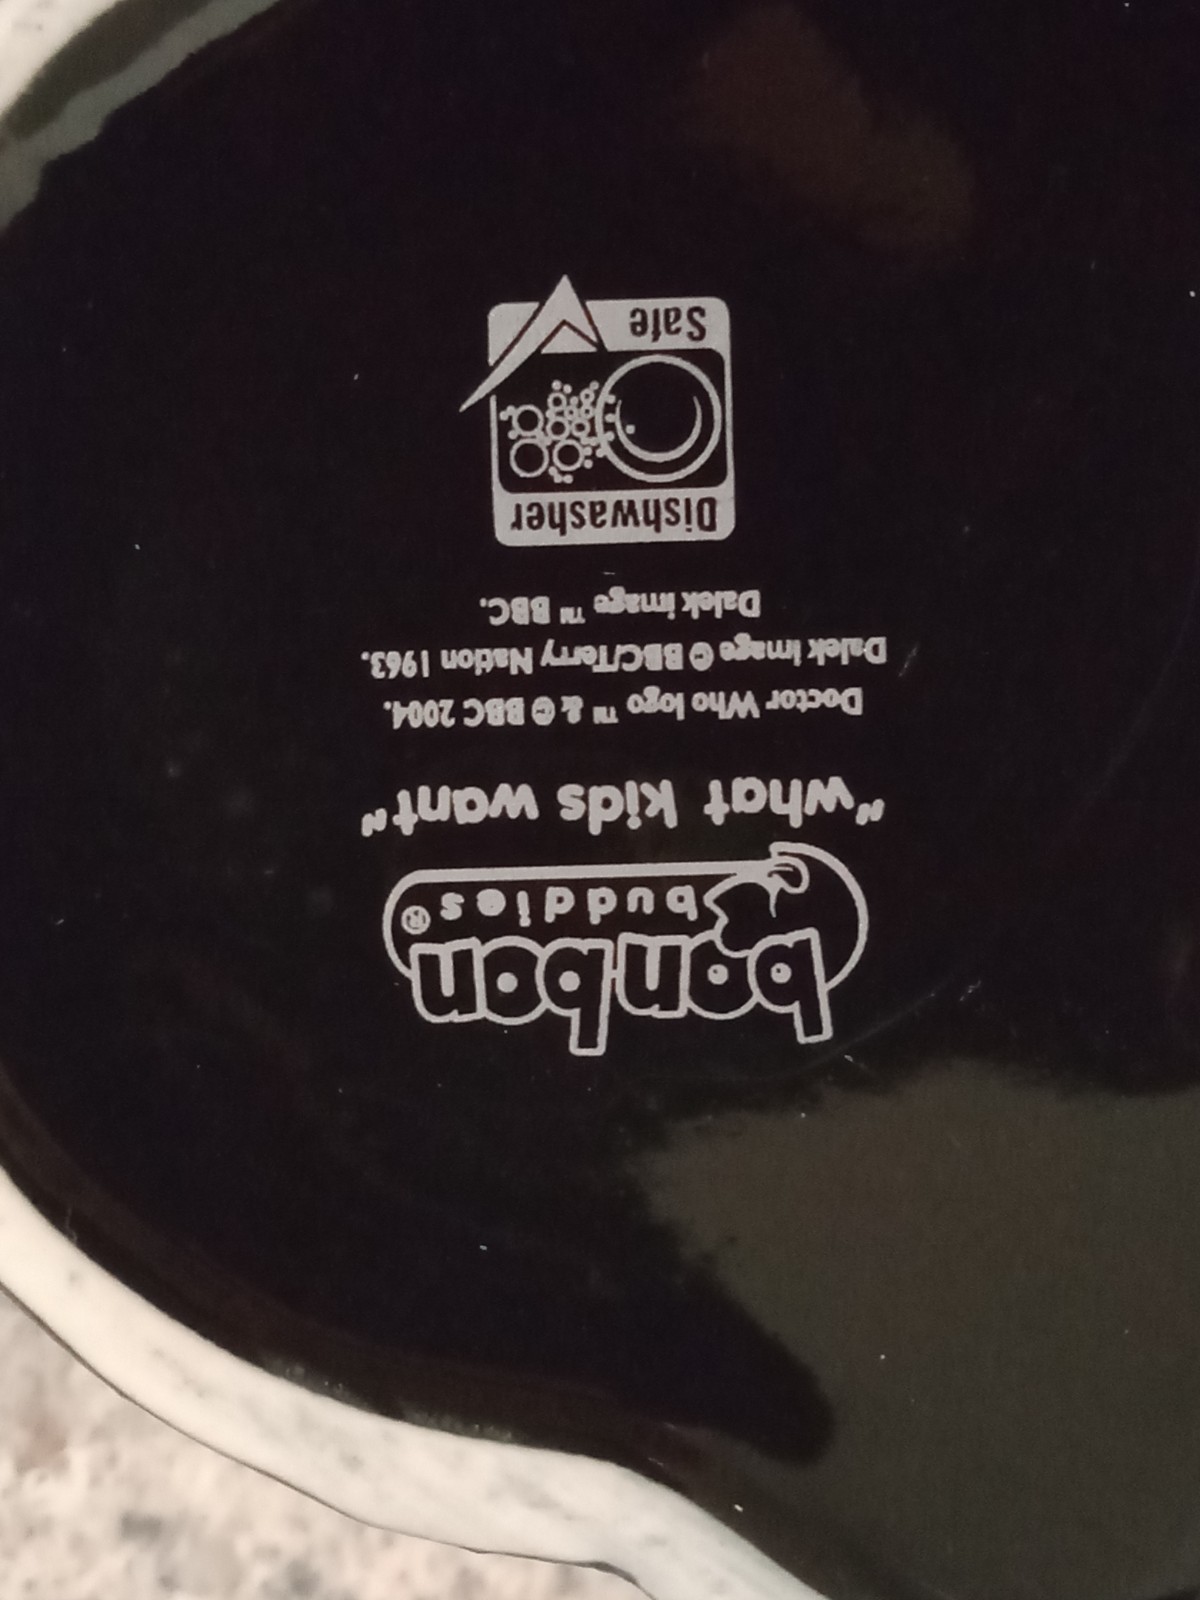 bon·bon
buddies®
"what kids want"
Doctor Who logo ™ & © BBC 2004.
Dalek Image © BBC/Terry Nation 1963.
Dalek image ™ BBC.
Dishwasher
Safe